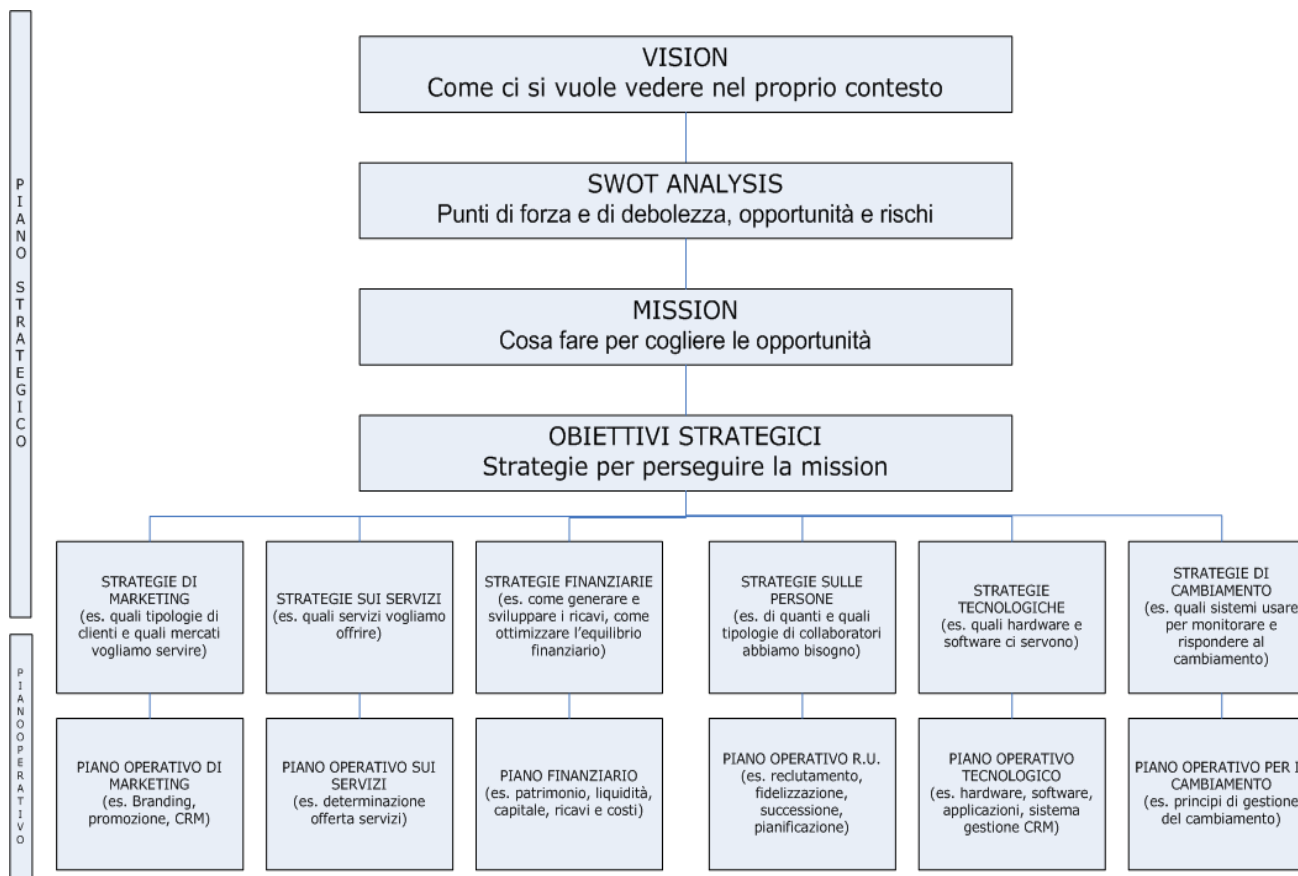 PIANO STRATEGICO
VISION
Come ci si vuole vedere nel proprio contesto
SWOT ANALYSIS
Punti di forza e di debolezza, opportunità e rischi
MISSION
Cosa fare per cogliere le opportunità
OBIETTIVI STRATEGICI
Strategie per perseguire la mission
STRATEGIE DI
MARKETING
(es. quali tipologie di
clienti e quali mercati
vogliamo servire)
STRATEGIE SUI SERVIZI
(es. quali servizi vogliamo
offrire)
STRATEGIE FINANZIARIE
(es. come generare e
sviluppare i ricavi, come
ottimizzare l'equilibrio
finanziario)
STRATEGIE SULLE
PERSONE
(es. di quanti e quali
tipologie di collaboratori
abbiamo bisogno)
STRATEGIE
TECNOLOGICHE
(es. quali hardware e
software ci servono)
STRATEGIE DI
CAMBIAMENTO
(es. quali sistemi usare
per monitorare e
rispondere al
cambiamento)
PIANOOPERATIVO
PIANO OPERATIVO DI
MARKETING
(es. Branding,
promozione, CRM)
PIANO OPERATIVO SUI
SERVIZI
(es. determinazione
offerta servizi)
PIANO FINANZIARIO
(es. patrimonio, liquidità,
capitale, ricavi e costi)
PIANO OPERATIVO R.U.
(es. reclutamento,
fidelizzazione,
successione,
pianificazione)
PIANO OPERATIVO
TECNOLOGICO
(es. hardware, software,
applicazioni, sistema
gestione CRM)
PIANO OPERATIVO PER
CAMBIAMENTO
(es. principi di gestione
del cambiamento)